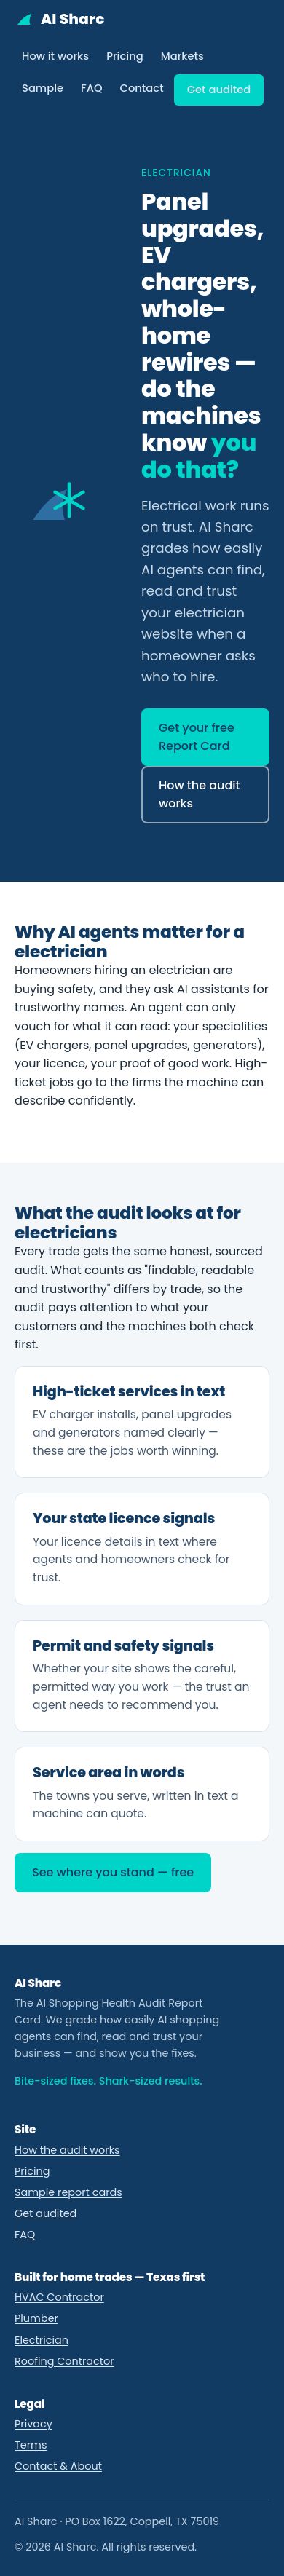 AI Sharc
How it works Pricing Markets
Sample FAQ Contact Get audited
ELECTRICIAN
Panel
upgrades,
EV
chargers,
whole-
home
rewires —
do the
machines
know you
do that?
Electrical work runs
on trust. AI Sharc
grades how easily
AI agents can find,
read and trust
your electrician
website when a
homeowner asks
who to hire.
Get your free
Report Card
How the audit
works
Why AI agents matter for a
electrician
Homeowners hiring an electrician are
buying safety, and they ask AI assistants for
trustworthy names. An agent can only
vouch for what it can read: your specialities
(EV chargers, panel upgrades, generators),
your licence, your proof of good work. High-
ticket jobs go to the firms the machine can
describe confidently.
What the audit looks at for
electricians
Every trade gets the same honest, sourced
audit. What counts as "findable, readable
and trustworthy" differs by trade, so the
audit pays attention to what your
customers and the machines both check
first.
High-ticket services in text
EV charger installs, panel upgrades
and generators named clearly —
these are the jobs worth winning.
Your state licence signals
Your licence details in text where
agents and homeowners check for
trust.
Permit and safety signals
Whether your site shows the careful,
permitted way you work — the trust an
agent needs to recommend you.
Service area in words
The towns you serve, written in text a
machine can quote.
See where you stand — free
AI Sharc
The AI Shopping Health Audit Report
Card. We grade how easily AI shopping
agents can find, read and trust your
business — and show you the fixes.
Bite-sized fixes. Shark-sized results.
Site
How the audit works
Pricing
Sample report cards
Get audited
FAQ
Built for home trades — Texas first
HVAC Contractor
Plumber
Electrician
Roofing Contractor
Legal
Privacy
Terms
Contact & About
AI Sharc · PO Box 1622, Coppell, TX 75019
© 2026 AI Sharc. All rights reserved.